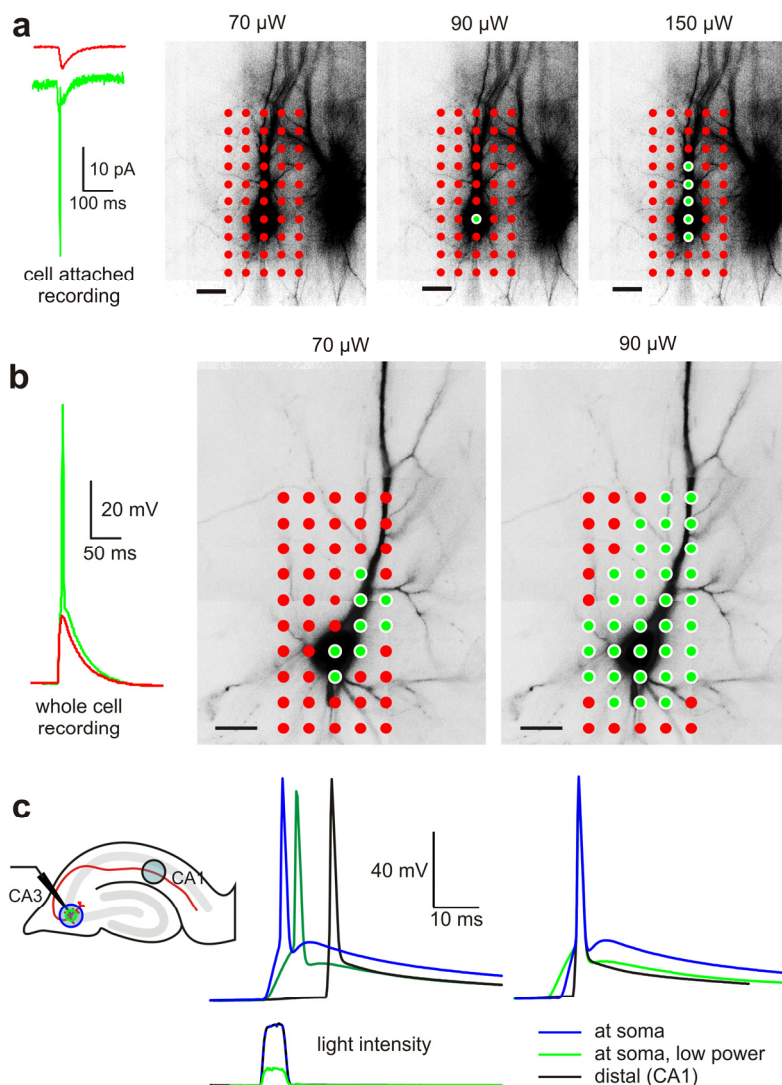 a
70 µW
90 µW
150 µW
10 pA
100 ms
cell attached
recording
b
70 µW
90 µW
20 mV
50 ms
whole cell
recording
c
CA3
CA1
40 mV
10 ms
light intensity
at soma
at soma, low power
distal (CA1)